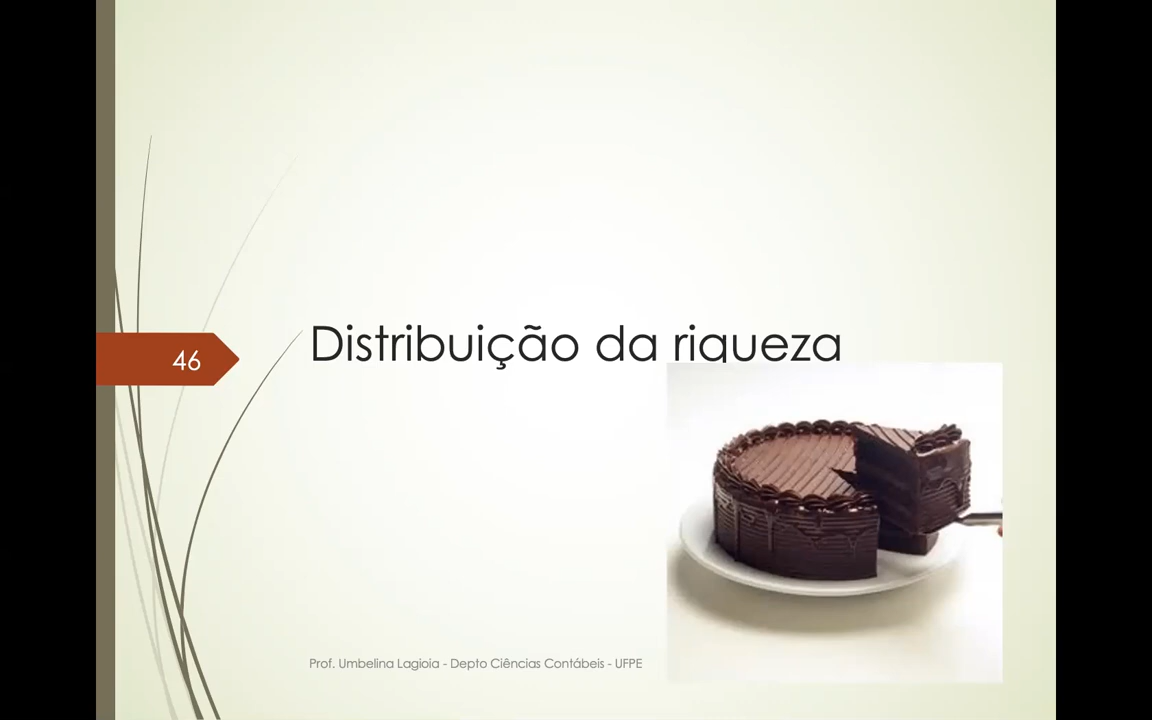 Distribuição da riqueza
46
Prof. Umbelina Lagioia - Depto Ciências Contábeis - UFPE